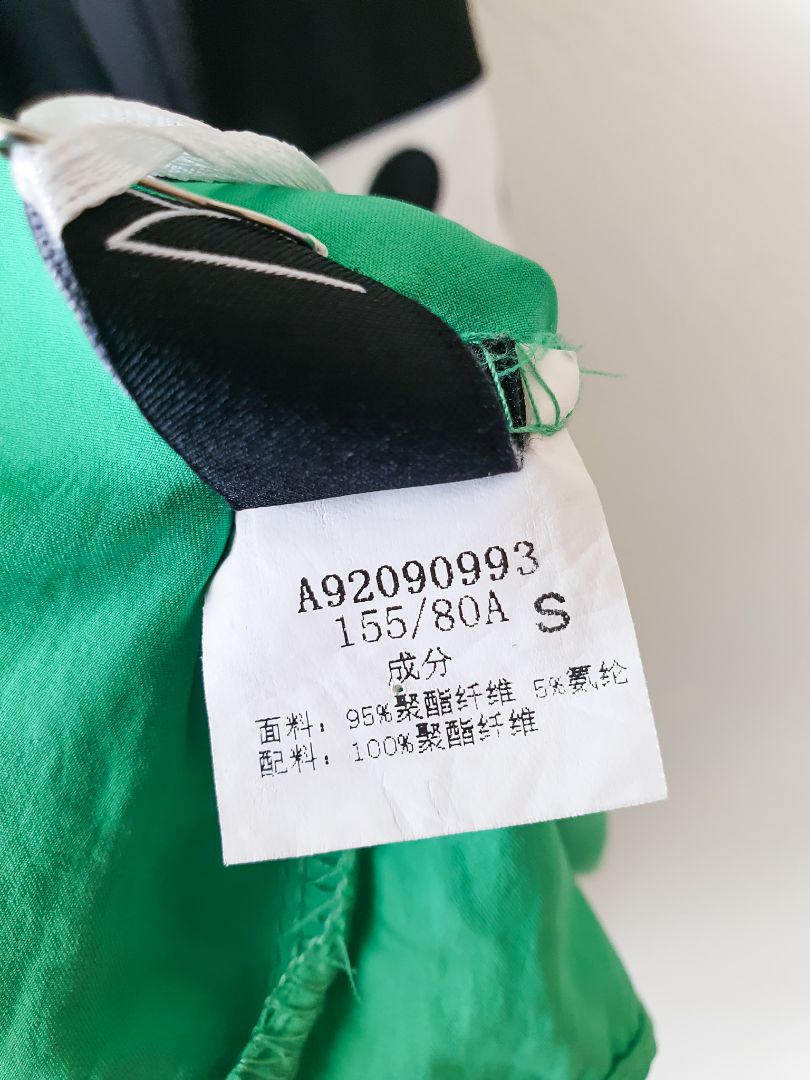 A92090993
155/80A S
成分
面料：95%聚酯纤维 5%氨纶
配料：100%聚酯纤维